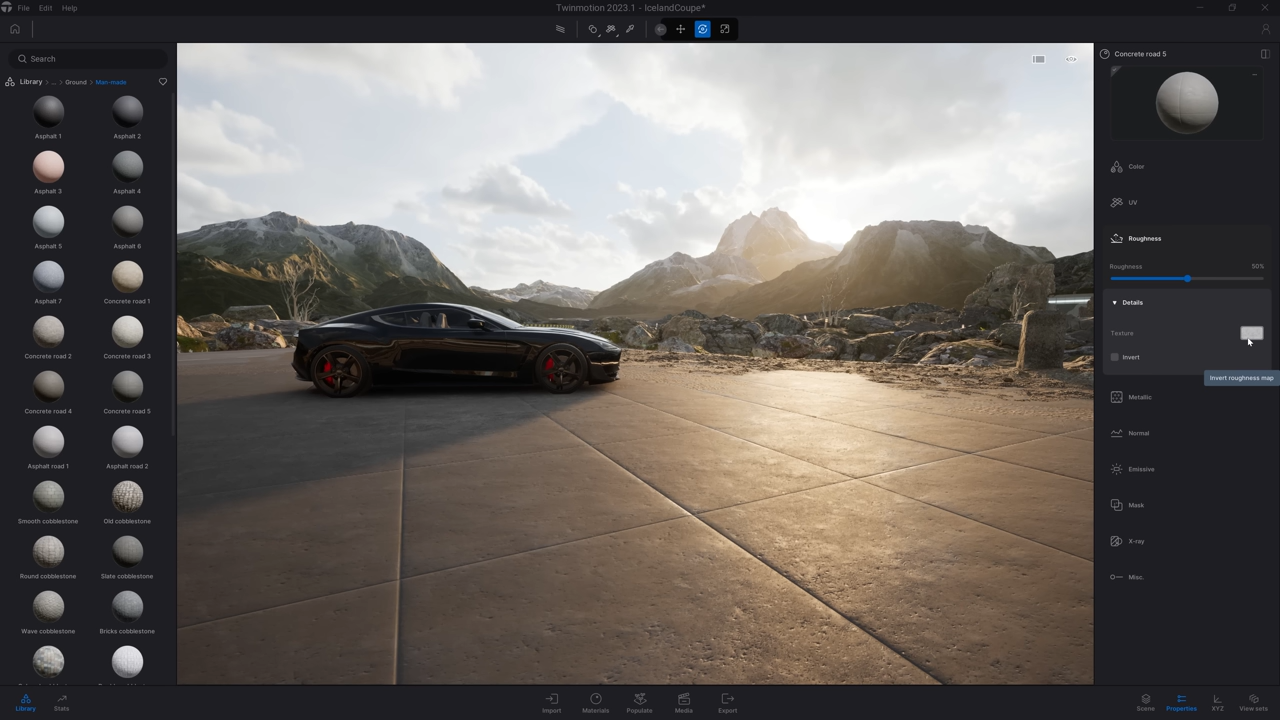 File Edit Help
Twinmotion 2023.1 - IcelandCoupe*
Search
Library > ... > Ground > Man-made
Asphalt 1
Asphalt 2
Asphalt 3
Asphalt 4
Asphalt 5
Asphalt 6
Asphalt 7
Concrete road 1
Concrete road 2
Concrete road 3
Concrete road 4
Concrete road 5
Asphalt road 1
Asphalt road 2
Smooth cobblestone
Old cobblestone
Round cobblestone
Slate cobblestone
Wave cobblestone
Bricks cobblestone
Concrete road 5
Color
UV
Roughness
Roughness 50%
Details
Texture
Invert
Invert roughness map
Metallic
Normal
Emissive
Mask
X-ray
Misc.
Library Stats Import Materials Populate Media Export Scene Properties XYZ View sets